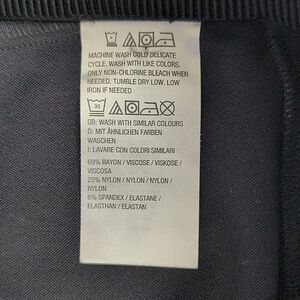 MACHINE WASH COLD DELICATE
CYCLE. WASH WITH LIKE COLORS.
ONLY NON-CHLORINE BLEACH WHEN
NEEDED. TUMBLE DRY LOW. LOW
IRON IF NEEDED
30
GB: WASH WITH SIMILAR COLOURS
D: MIT ÄHNLICHEN FARBEN
WASCHEN
I: LAVARE CON COLORI SIMILARI
69% RAYON / VISCOSE / VISKOSE /
VISCOSA
25% NYLON / NYLON / NYLON /
NYLON
6% SPANDEX / ELASTANE /
ELASTHAN / ELASTAN